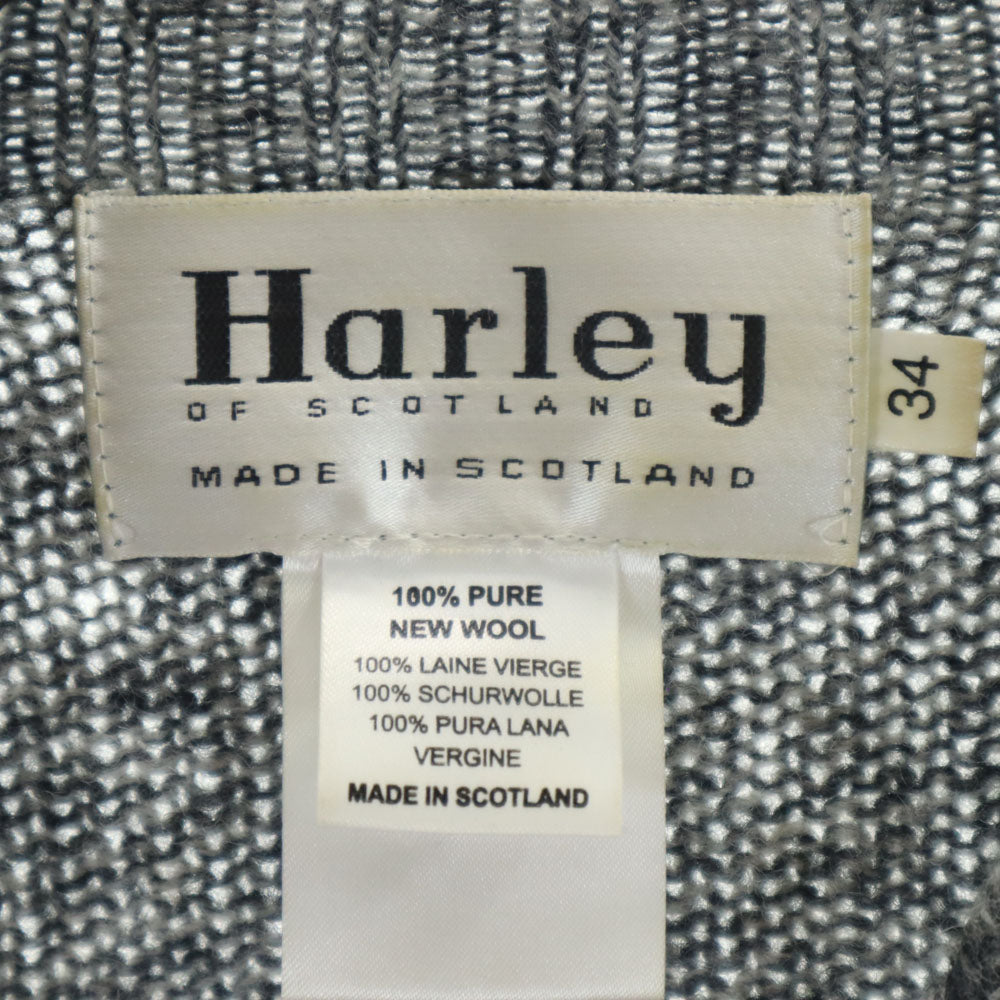 Harley
OF SCOTLAND
MADE IN SCOTLAND
34
100% PURE
NEW WOOL
100% LAINE VIERGE
100% SCHURWOLLE
100% PURA LANA
VERGINE
MADE IN SCOTLAND